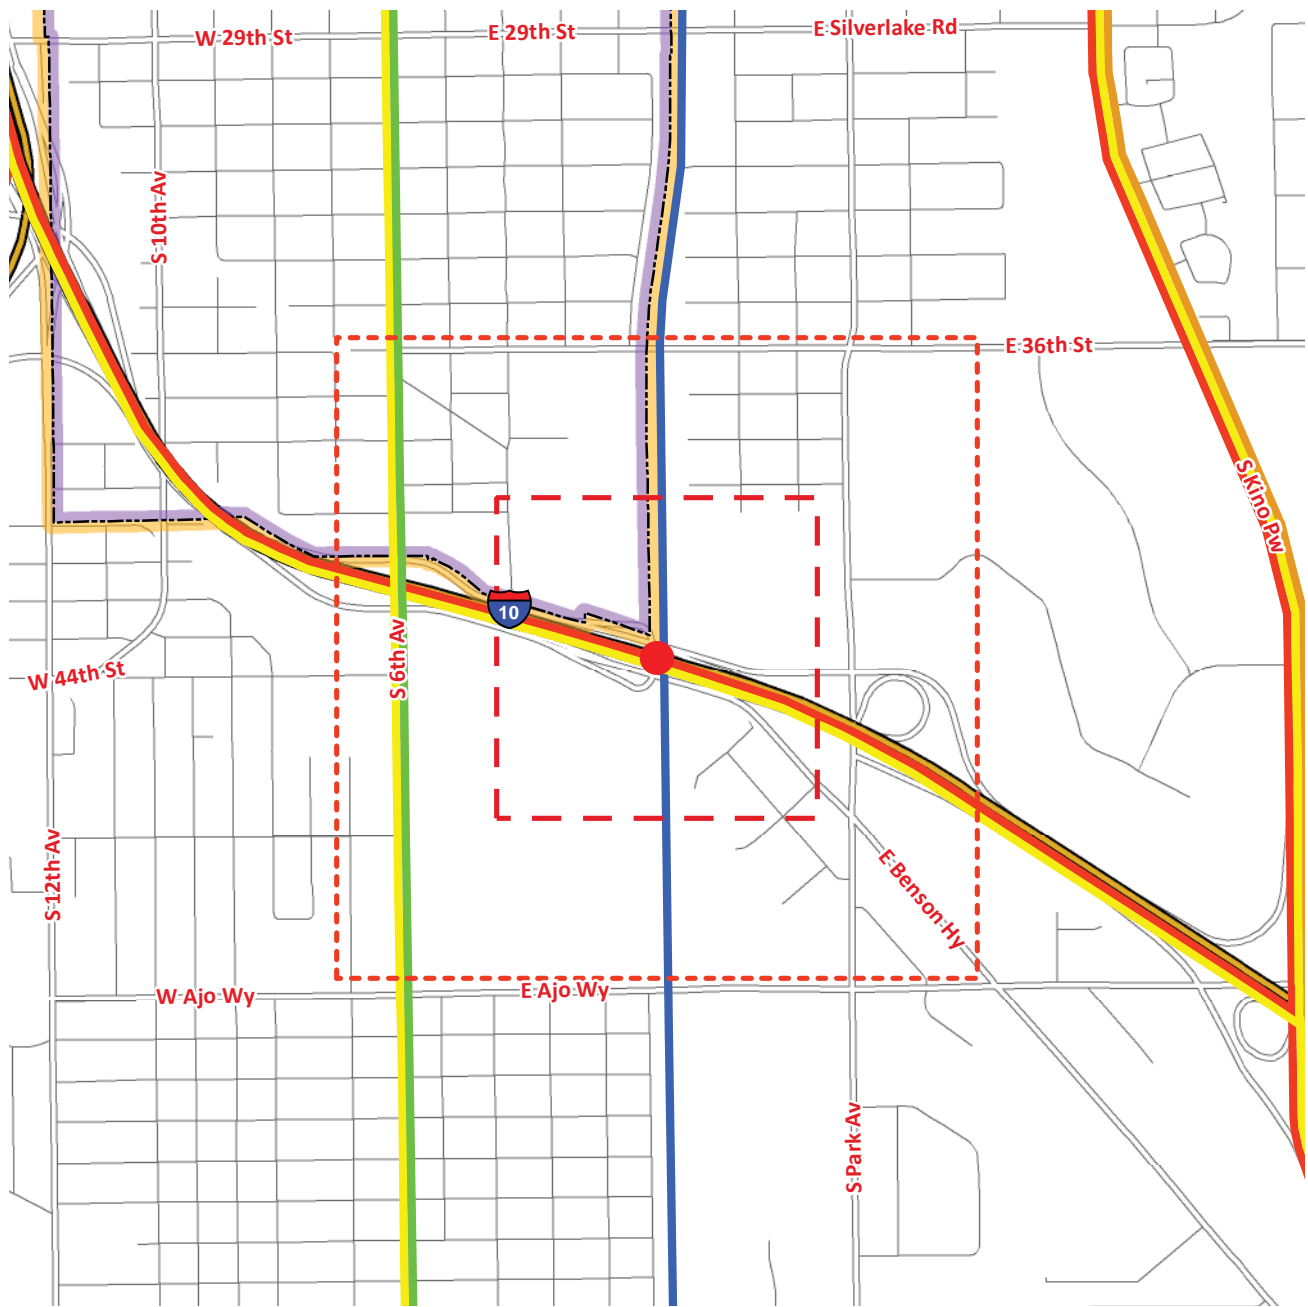 W 29th St
E 29th St
E Silverlake Rd
S 10th Av
E 36th St
S Kino Pw
10
S 6th Av
W 44th St
S 12th Av
E Benson Hy
W Ajo Wy
E Ajo Wy
S Park Av